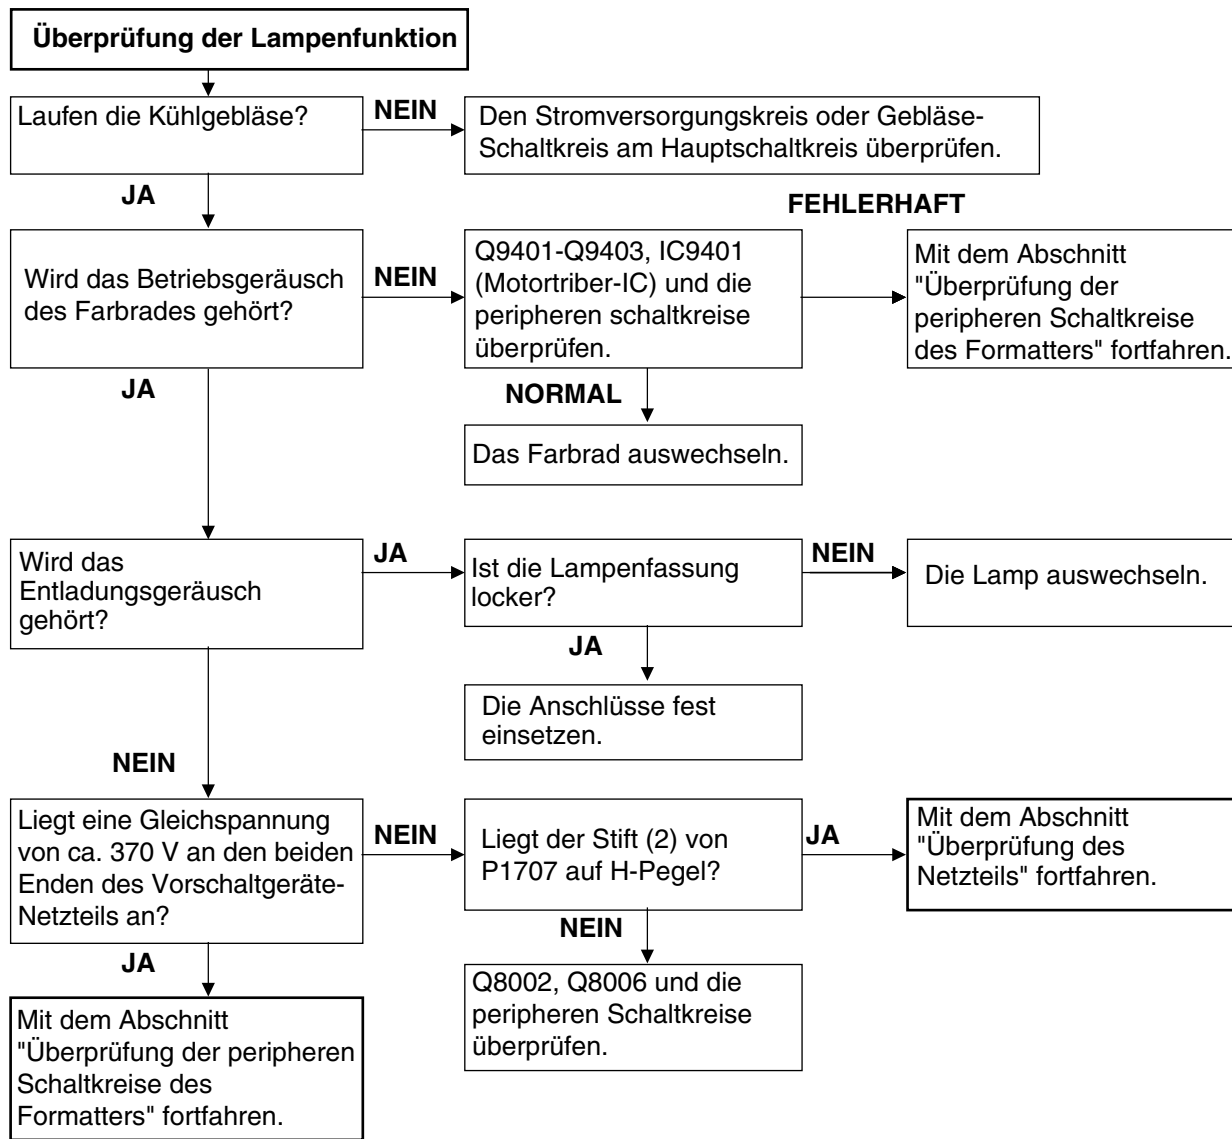 Überprüfung der Lampenfunktion
Laufen die Kühlgebläse?
NEIN
Den Stromversorgungskreis oder Gebläse-
Schaltkreis am Hauptschaltkreis überprüfen.
JA
FEHLERHAFT
Wird das Betriebsgeräusch
des Farbrades gehört?
NEIN
Q9401-Q9403, IC9401
(Motortriber-IC) und die
peripheren schaltkreise
überprüfen.
Mit dem Abschnitt
"Überprüfung der
peripheren Schaltkreise
des Formatters" fortfahren.
JA
NORMAL
Das Farbrad auswechseln.
Wird das
Entladungsgeräusch
gehört?
JA
Ist die Lampenfassung
locker?
NEIN
Die Lamp auswechseln.
JA
Die Anschlüsse fest
einsetzen.
NEIN
Liegt eine Gleichspannung
von ca. 370 V an den beiden
Enden des Vorschaltgeräte-
Netzteils an?
NEIN
Liegt der Stift (2) von
P1707 auf H-Pegel?
JA
Mit dem Abschnitt
"Überprüfung des
Netzteils" fortfahren.
NEIN
JA
Q8002, Q8006 und die
peripheren Schaltkreise
überprüfen.
Mit dem Abschnitt
"Überprüfung der peripheren
Schaltkreise des
Formatters" fortfahren.